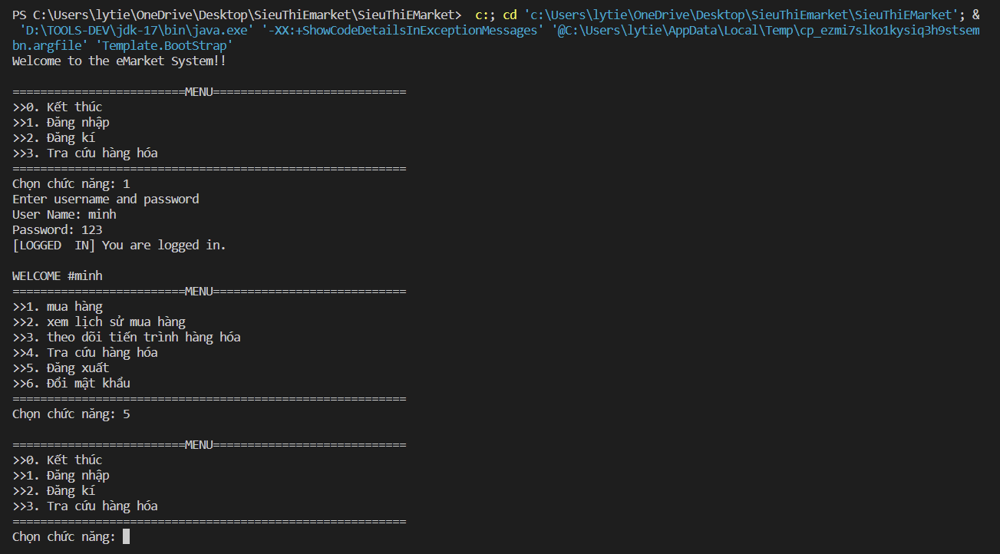 PS C:\Users\lytie\OneDrive\Desktop\SieuThiEmarket\SieuThiEMarket>  c:; cd 'c:\Users\lytie\OneDrive\Desktop\SieuThiEmarket\SieuThiEMarket'; &
 'D:\TOOLS-DEV\jdk-17\bin\java.exe' '-XX:+ShowCodeDetailsInExceptionMessages' '@C:\Users\lytie\AppData\Local\Temp\cp_ezmi7slko1kysiq3h9stsem
bn.argfile' 'Template.BootStrap'
Welcome to the eMarket System!!
=========================MENU============================
>>0. Kết thúc
>>1. Đăng nhập
>>2. Đăng kí
>>3. Tra cứu hàng hóa
=========================================================
Chọn chức năng: 1
Enter username and password
User Name: minh
Password: 123
[LOGGED  IN] You are logged in.
WELCOME #minh
=========================MENU============================
>>1. mua hàng
>>2. xem lịch sử mua hàng
>>3. theo dõi tiến trình hàng hóa
>>4. Tra cứu hàng hóa
>>5. Đăng xuất
>>6. Đổi mật khẩu
=========================================================
Chọn chức năng: 5
=========================MENU============================
>>0. Kết thúc
>>1. Đăng nhập
>>2. Đăng kí
>>3. Tra cứu hàng hóa
=========================================================
Chọn chức năng: